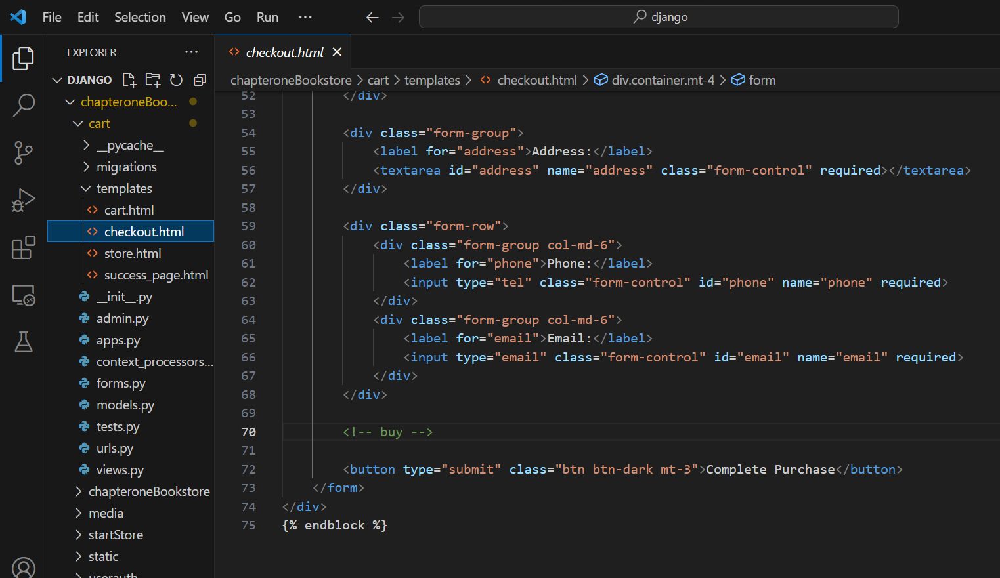 File Edit Selection View Go Run ···
django
EXPLORER ···
checkout.html
DJANGO
chapteroneBookstore > cart > templates > checkout.html > div.container.mt-4 > form
chapteroneBoo...
cart
__pycache__
migrations
templates
cart.html
checkout.html
store.html
success_page.html
__init__.py
admin.py
apps.py
context_processors...
forms.py
models.py
tests.py
urls.py
views.py
chapteroneBookstore
media
startStore
static
userauth
52 </div>
53
54 <div class="form-group">
55 <label for="address">Address:</label>
56 <textarea id="address" name="address" class="form-control" required></textarea>
57 </div>
58
59 <div class="form-row">
60 <div class="form-group col-md-6">
61 <label for="phone">Phone:</label>
62 <input type="tel" class="form-control" id="phone" name="phone" required>
63 </div>
64 <div class="form-group col-md-6">
65 <label for="email">Email:</label>
66 <input type="email" class="form-control" id="email" name="email" required>
67 </div>
68 </div>
69
70 <!-- buy -->
71
72 <button type="submit" class="btn btn-dark mt-3">Complete Purchase</button>
73 </form>
74 </div>
75 {% endblock %}